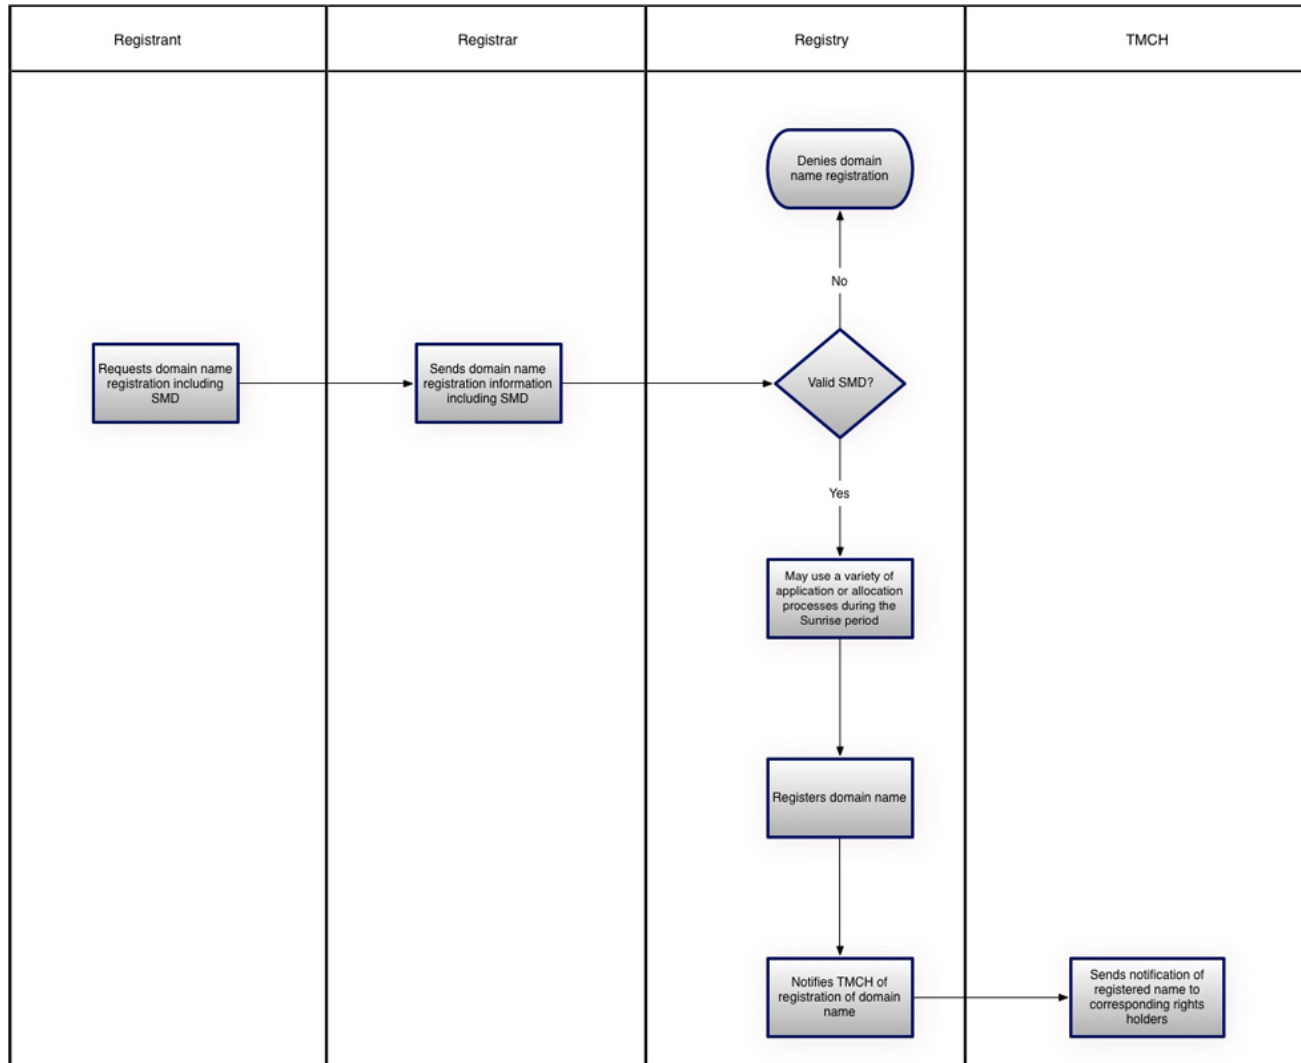 Registrant
Registrar
Registry
TMCH
Denies domain
name registration
No
Requests domain name
registration including
SMD
Sends domain name
registration information
including SMD
Valid SMD?
Yes
May use a variety of
application or allocation
processes during the
Sunrise period
Registers domain name
Notifies TMCH of
registration of domain
name
Sends notification of
registered name to
corresponding rights
holders